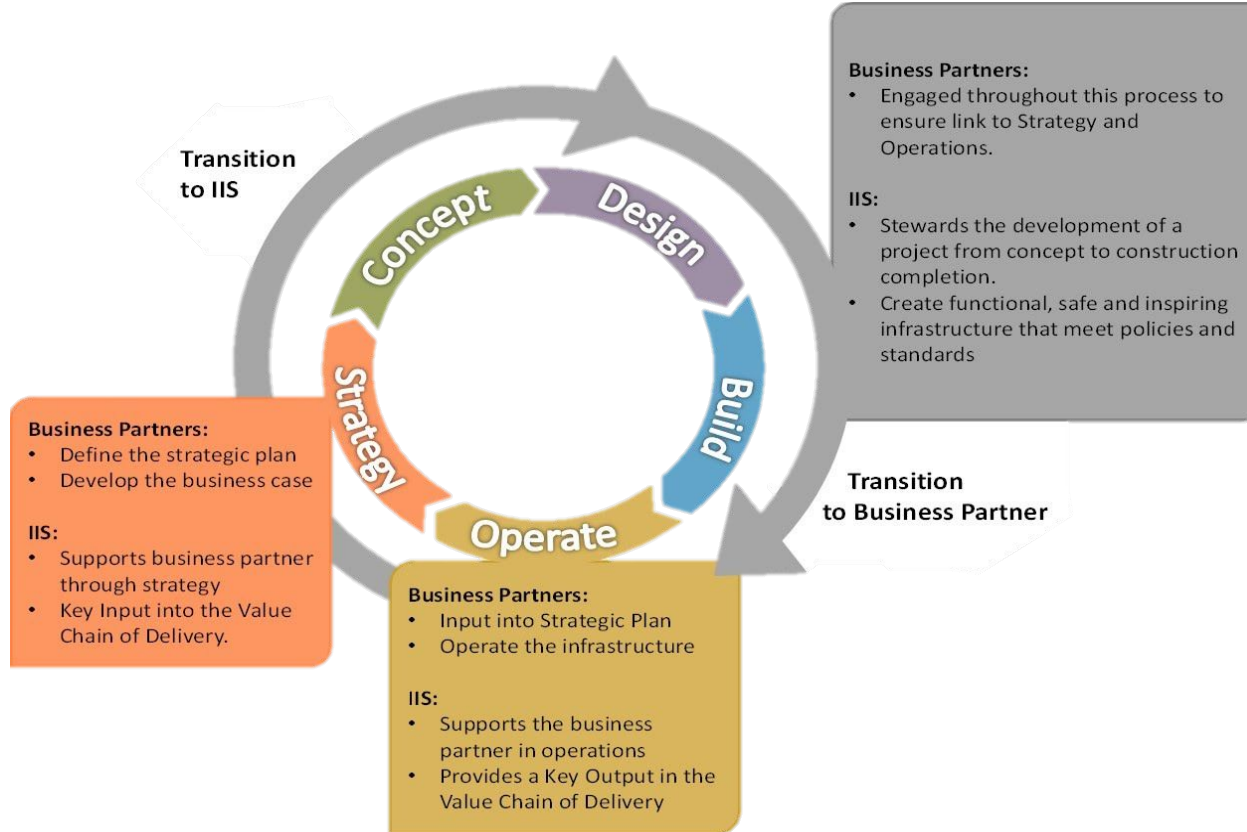 Transition
to IIS
Concept
Design
Build
Operate
Strategy
Business Partners:
• Engaged throughout this process to
ensure link to Strategy and
Operations.
IIS:
• Stewards the development of a
project from concept to construction
completion.
• Create functional, safe and inspiring
infrastructure that meet policies and
standards
Transition
to Business Partner
Business Partners:
• Define the strategic plan
• Develop the business case
IIS:
• Supports business partner
through strategy
• Key Input into the Value
Chain of Delivery.
Business Partners:
• Input into Strategic Plan
• Operate the infrastructure
IIS:
• Supports the business
partner in operations
• Provides a Key Output in the
Value Chain of Delivery